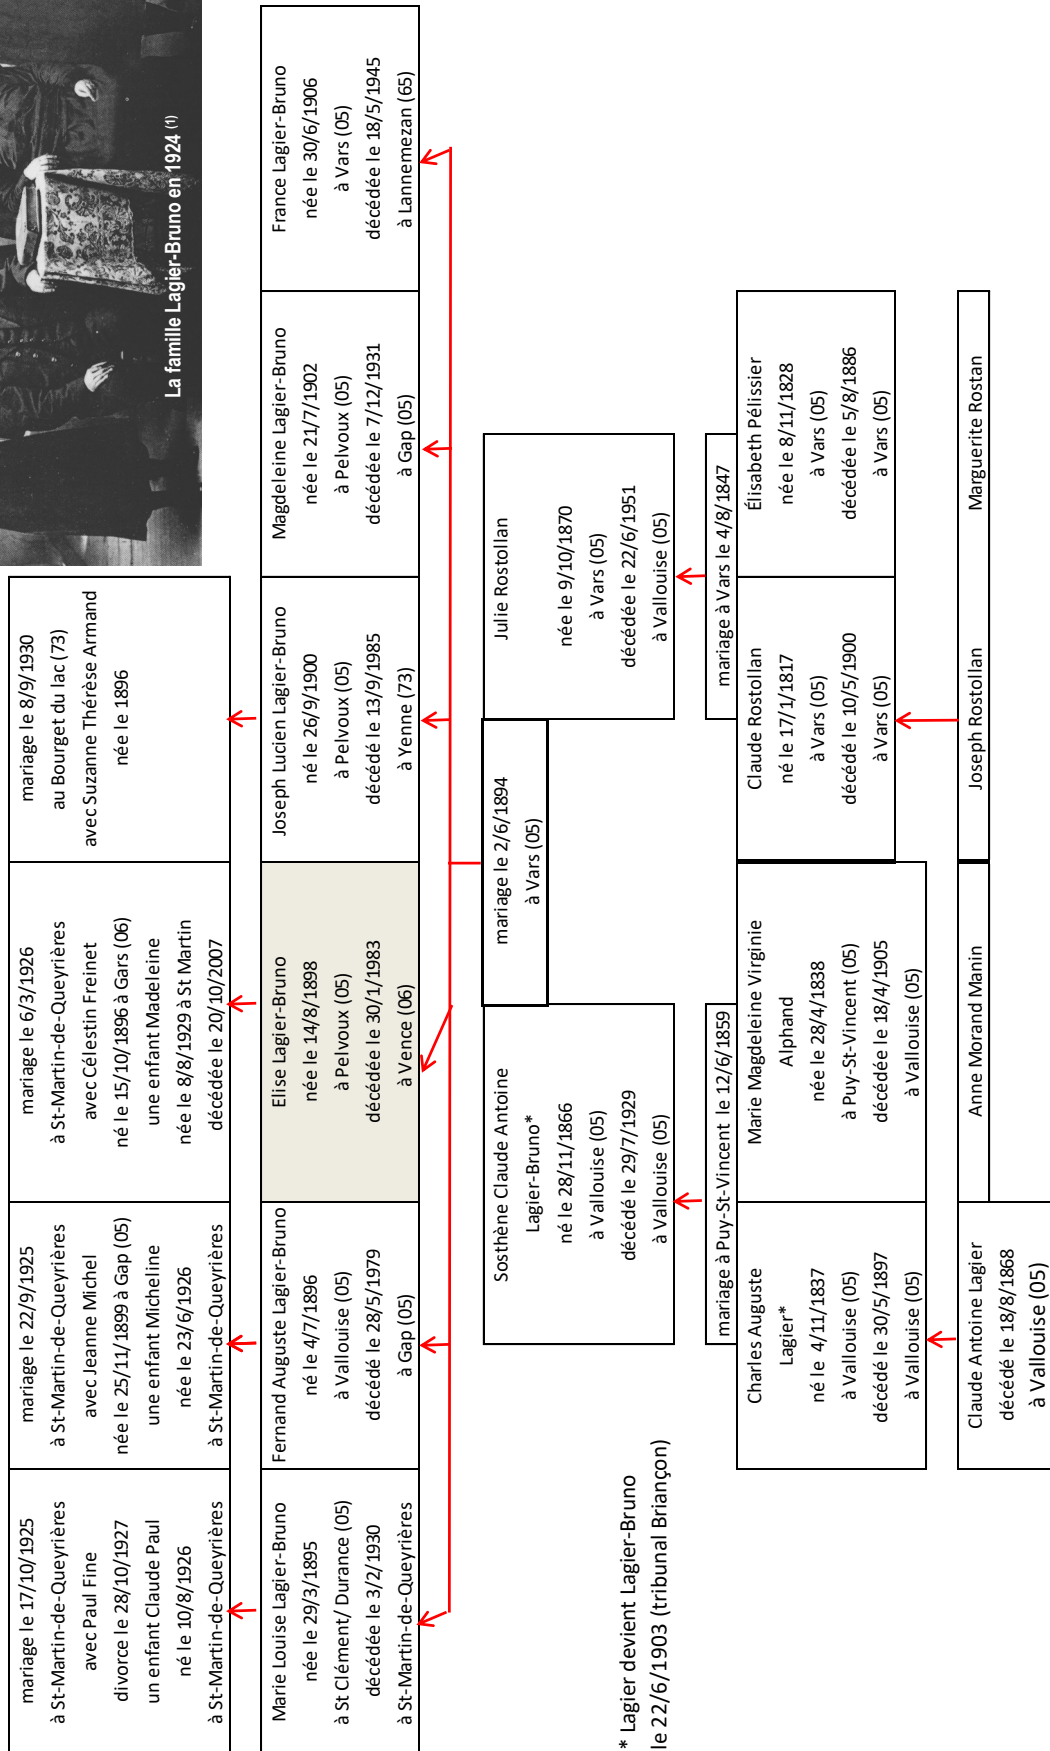 La famille Lagier-Bruno en 1924 (1)
mariage le 17/10/1925
à St-Martin-de-Queyrières
avec Paul Fine
divorce le 28/10/1927
un enfant Claude Paul
né le 10/8/1926
à St-Martin-de-Queyrières
mariage le 22/9/1925
à St-Martin-de-Queyrières
avec Jeanne Michel
née le 25/11/1899 à Gap (05)
une enfant Micheline
née le 23/6/1926
à St-Martin-de-Queyrières
mariage le 6/3/1926
à St-Martin-de-Queyrières
avec Célestin Freinet
né le 15/10/1896 à Gars (06)
une enfant Madeleine
née le 8/8/1929 à St Martin
décédée le 20/10/2007
mariage le 8/9/1930
au Bourget du lac (73)
avec Suzanne Thérèse Armand
née le 1896
Marie Louise Lagier-Bruno
née le 29/3/1895
à St Clément/ Durance (05)
décédée le 3/2/1930
à St-Martin-de-Queyrières
Fernand Auguste Lagier-Bruno
né le 4/7/1896
à Vallouise (05)
décédé le 28/5/1979
à Gap (05)
Elise Lagier-Bruno
née le 14/8/1898
à Pelvoux (05)
décédée le 30/1/1983
à Vence (06)
Joseph Lucien Lagier-Bruno
né le 26/9/1900
à Pelvoux (05)
décédé le 13/9/1985
à Yenne (73)
Magdeleine Lagier-Bruno
née le 21/7/1902
à Pelvoux (05)
décédée le 7/12/1931
à Gap (05)
France Lagier-Bruno
née le 30/6/1906
à Vars (05)
décédée le 18/5/1945
à Lannemezan (65)
Sosthène Claude Antoine
Lagier-Bruno*
né le 28/11/1866
à Vallouise (05)
décédé le 29/7/1929
à Vallouise (05)
mariage le 2/6/1894
à Vars (05)
Julie Rostollan
née le 9/10/1870
à Vars (05)
décédée le 22/6/1951
à Vallouise (05)
* Lagier devient Lagier-Bruno
le 22/6/1903 (tribunal Briançon)
mariage à Puy-St-Vincent le 12/6/1859
Charles Auguste
Lagier*
né le 4/11/1837
à Vallouise (05)
décédé le 30/5/1897
à Vallouise (05)
Marie Magdeleine Virginie
Alphand
née le 28/4/1838
à Puy-St-Vincent (05)
décédée le 18/4/1905
à Vallouise (05)
mariage à Vars le 4/8/1847
Claude Rostollan
né le 17/1/1817
à Vars (05)
décédé le 10/5/1900
à Vars (05)
Élisabeth Pélissier
née le 8/11/1828
à Vars (05)
décédée le 5/8/1886
à Vars (05)
Claude Antoine Lagier
décédé le 18/8/1868
à Vallouise (05)
Anne Morand Manin
Joseph Rostollan
Marguerite Rostan